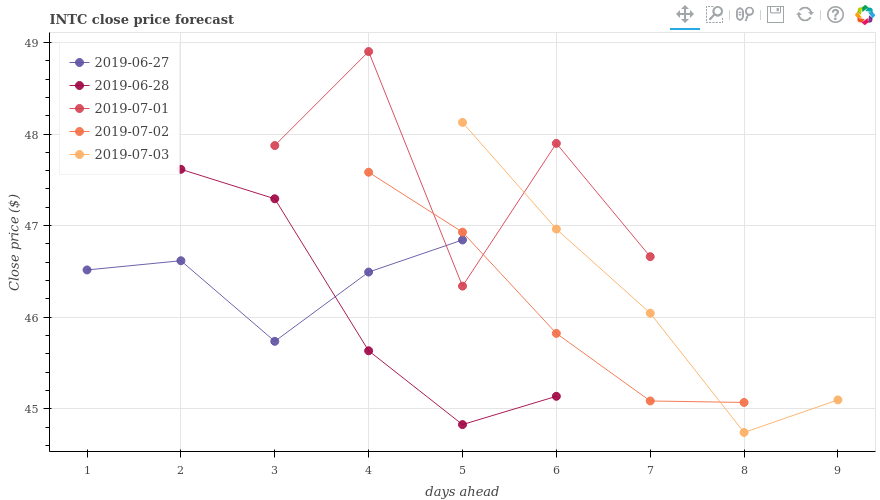 INTC close price forecast
49
48
47
46
45
Close price ($)
2019-06-27
2019-06-28
2019-07-01
2019-07-02
2019-07-03
1 2 3 4 5 6 7 8 9
days ahead